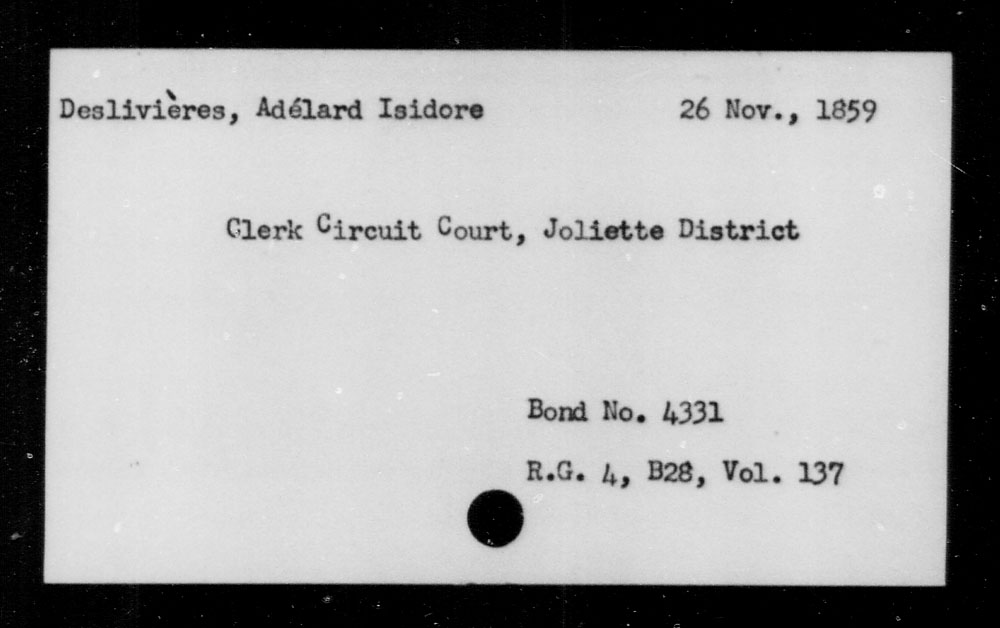 Deslivières, Adélard Isidore 26 Nov., 1859
Clerk Circuit Court, Joliette District
Bond No. 4331
R.G. 4, B28, Vol. 137